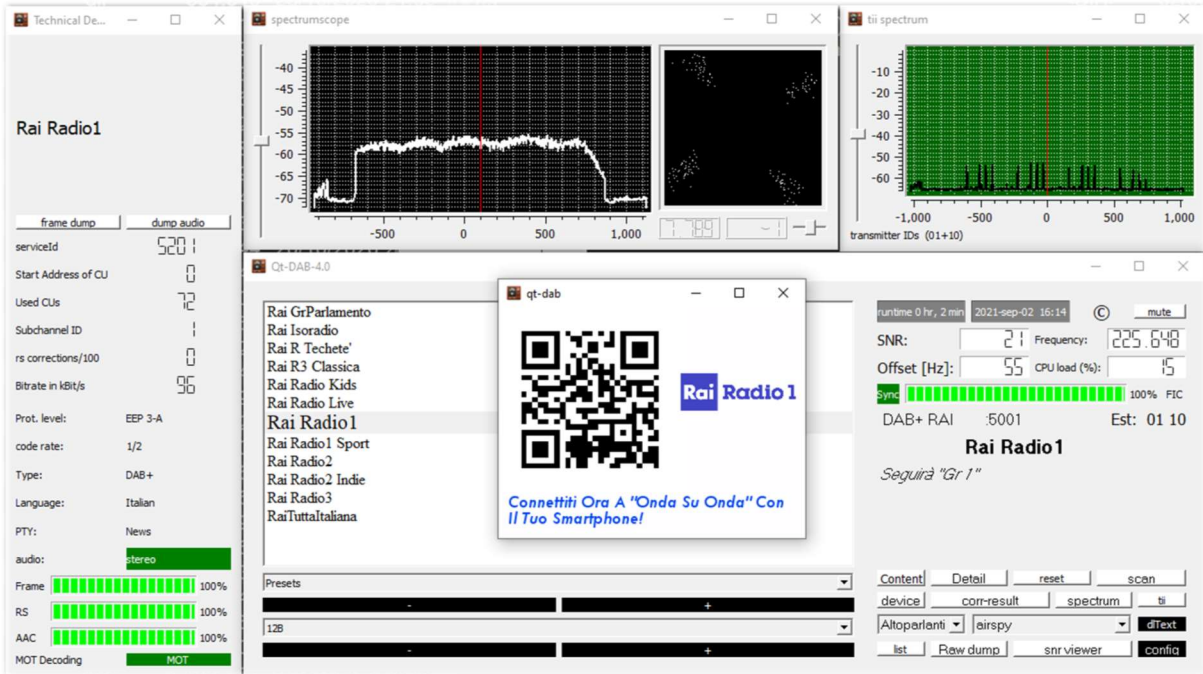 Technical De...
Rai Radio1
frame dump dump audio
serviceId 5201
Start Address of CU 0
Used CUs 72
Subchannel ID 1
rs corrections/100 0
Bitrate in kBit/s 96
Prot. level: EEP 3-A
code rate: 1/2
Type: DAB+
Language: Italian
PTY: News
audio: stereo
Frame 100%
RS 100%
AAC 100%
MOT Decoding MOT
spectrumscope
-40
-45
-50
-55
-60
-65
-70
-500 0 500 1,000
7.789 -1
tii spectrum
-10
-20
-30
-40
-50
-60
-1,000 -500 0 500 1,000
transmitter IDs (01+10)
Qt-DAB-4.0
Rai GrParlamento
Rai Isoradio
Rai R Techete'
Rai R3 Classica
Rai Radio Kids
Rai Radio Live
Rai Radio1
Rai Radio1 Sport
Rai Radio2
Rai Radio2 Indie
Rai Radio3
RaiTuttaItaliana
Presets
- +
12B
- +
qt-dab
Rai Radio 1
Connettiti Ora A "Onda Su Onda" Con
Il Tuo Smartphone!
runtime 0 hr, 2 min 2021-sep-02 16:14 © mute
SNR: 21 Frequency: 225.648
Offset [Hz]: 55 CPU load (%): 15
Sync 100% FIC
DAB+ RAI :5001 Est: 01 10
Rai Radio1
Seguirà "Gr 1"
Content Detail reset scan
device corr-result spectrum tii
Altoparlanti airspy dText
list Raw dump snr viewer config